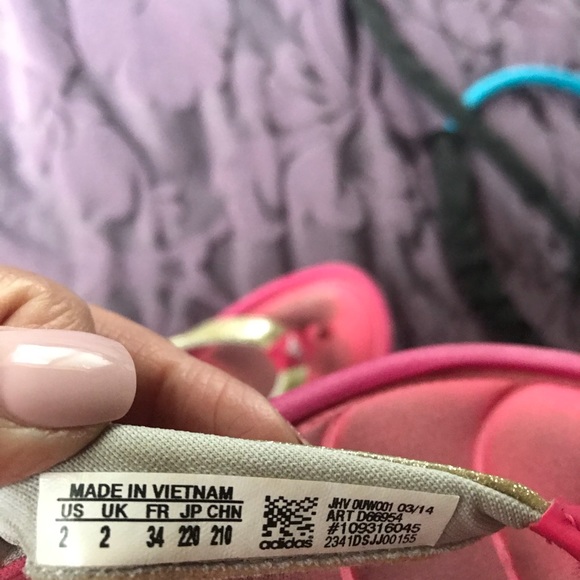 MADE IN VIETNAM
US UK FR JP CHN
2 2 34 220 210
adidas
JHV 0UW001 03/14
ART D66954
#109316045
2341DSJJ00155